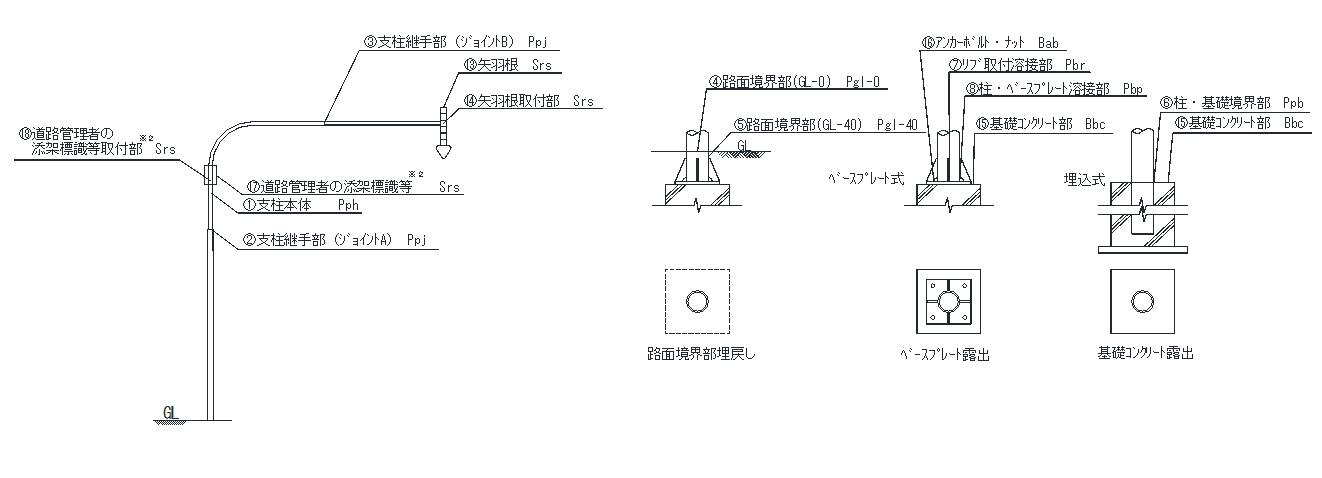 ③支柱継手部（ｼﾞｮｲﾝﾄB） Ppj
⑬矢羽根 Srs
⑭矢羽根取付部 Srs
⑱道路管理者の
添架標識等取付部※2 Srs
⑰道路管理者の添架標識等※2 Srs
①支柱本体 Pph
②支柱継手部（ｼﾞｮｲﾝﾄA） Ppj
GL
④路面境界部(GL-0) Pgl-0
⑤路面境界部(GL-40) Pgl-40
GL
路面境界部埋戻し
⑯ｱﾝｶｰﾎﾞﾙﾄ・ﾅｯﾄ Bab
⑦ﾘﾌﾞ取付溶接部 Pbr
⑧柱・ﾍﾞｰｽﾌﾟﾚｰﾄ溶接部 Pbp
⑮基礎ｺﾝｸﾘｰﾄ部 Bbc
ﾍﾞｰｽﾌﾟﾚｰﾄ式
ﾍﾞｰｽﾌﾟﾚｰﾄ露出
⑥柱・基礎境界部 Ppb
⑮基礎ｺﾝｸﾘｰﾄ部 Bbc
埋込式
基礎ｺﾝｸﾘｰﾄ露出